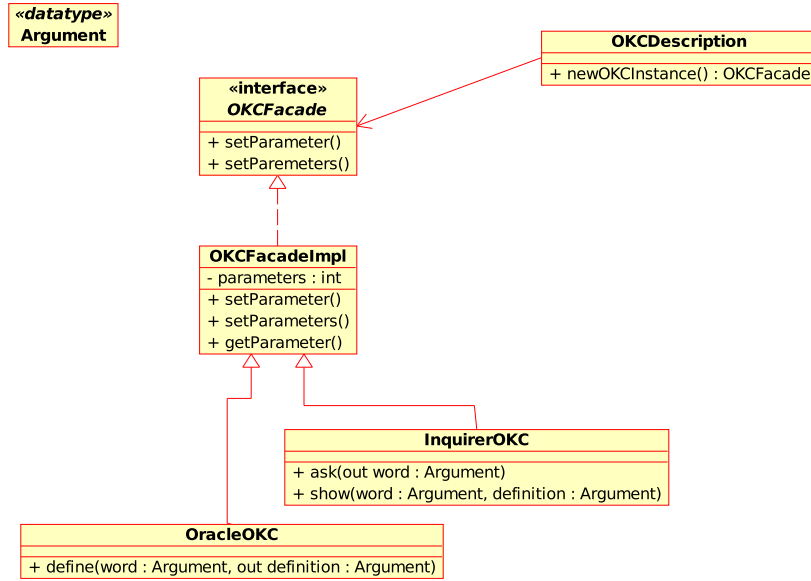 «datatype»
Argument
OKCDescription
+ newOKCInstance() : OKCFacade
«interface»
OKCFacade
+ setParameter()
+ setParemeters()
OKCFacadeImpl
- parameters : int
+ setParameter()
+ setParameters()
+ getParameter()
InquirerOKC
+ ask(out word : Argument)
+ show(word : Argument, definition : Argument)
OracleOKC
+ define(word : Argument, out definition : Argument)